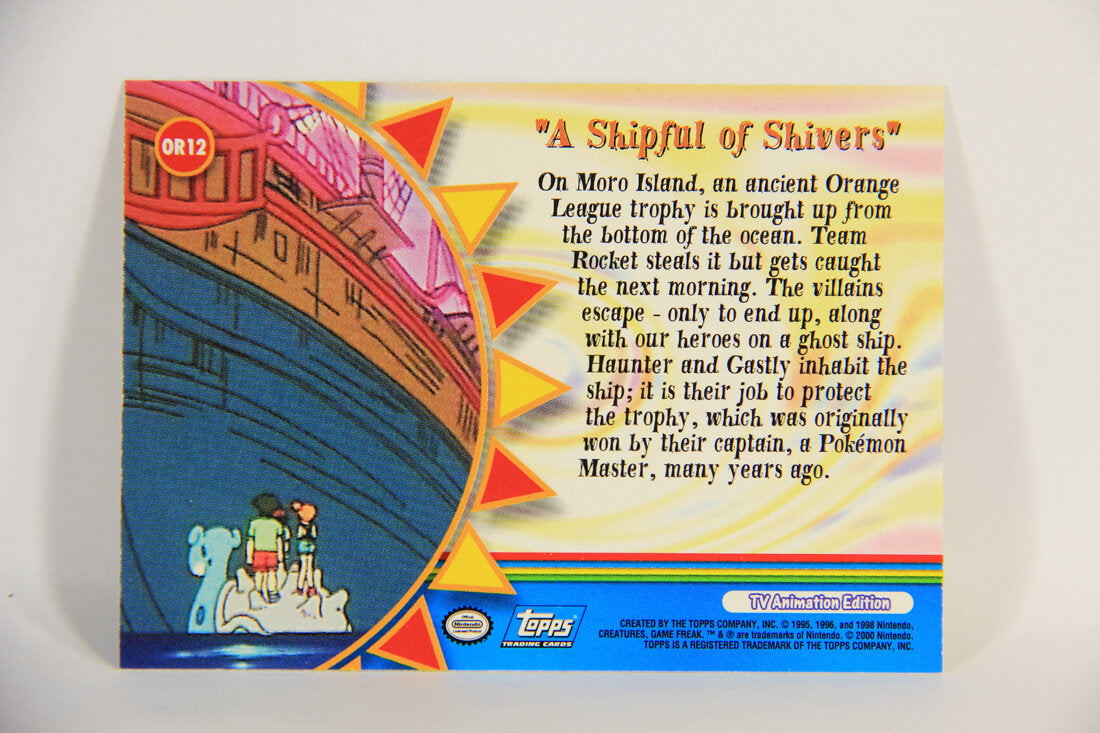 OR12
"A Shipful of Shivers"
On Moro Island, an ancient Orange
League trophy is brought up from
the bottom of the ocean. Team
Rocket steals it but gets caught
the next morning. The villains
escape - only to end up, along
with our heroes on a ghost ship.
Haunter and Gastly inhabit the
ship; it is their job to protect
the trophy, which was originally
won by their captain, a Pokémon
Master, many years ago.
TV Animation Edition
Official
Nintendo
Licensed Product
topps
TRADING CARDS
CREATED BY THE TOPPS COMPANY, INC. © 1995, 1996, and 1998 Nintendo,
CREATURES, GAME FREAK. ™ & ® are trademarks of Nintendo. © 2000 Nintendo.
TOPPS IS A REGISTERED TRADEMARK OF THE TOPPS COMPANY, INC.